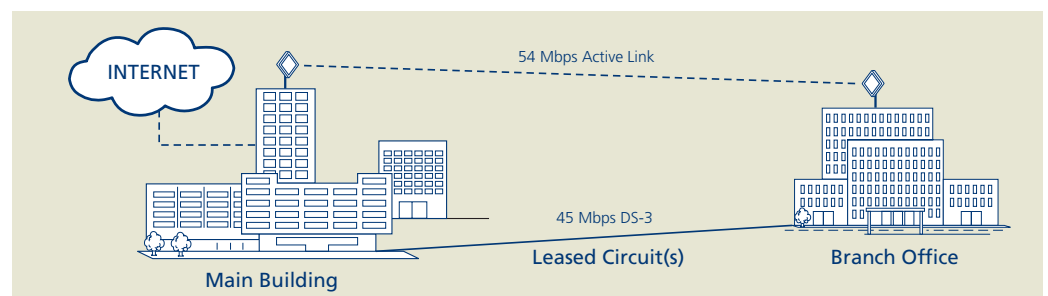 INTERNET
54 Mbps Active Link
45 Mbps DS-3
Leased Circuit(s)
Main Building
Branch Office